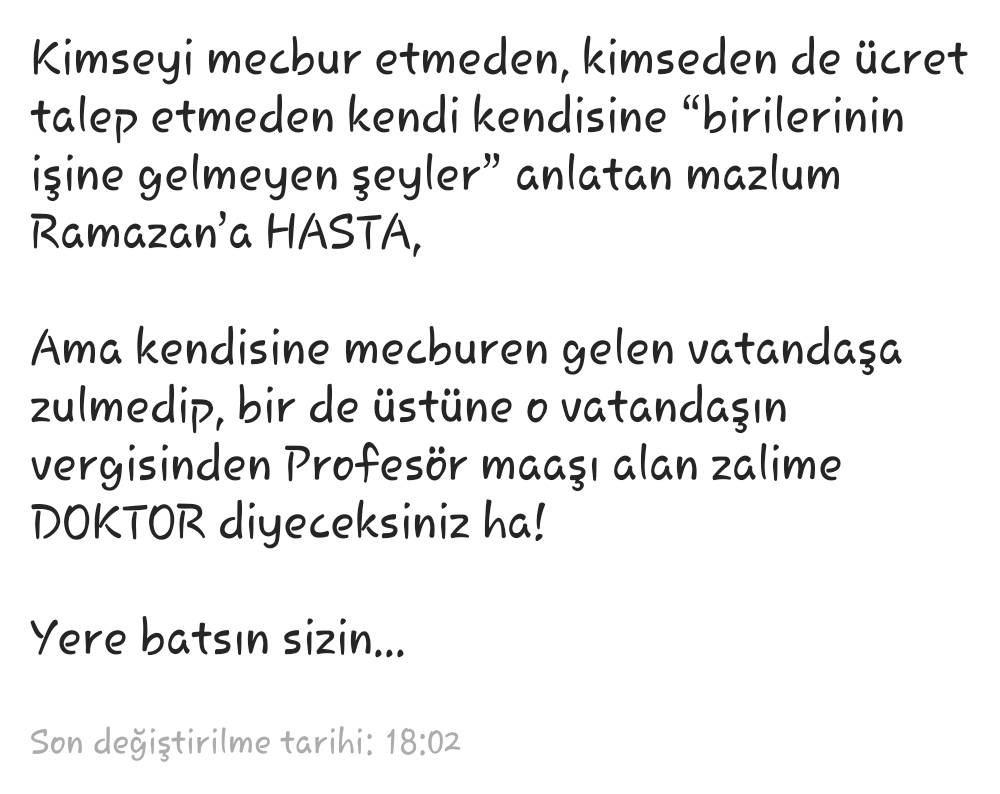 Kimseyi mecbur etmeden, kimseden de ücret
talep etmeden kendi kendisine “birilerinin
işine gelmeyen şeyler” anlatan mazlum
Ramazan’a HASTA,
Ama kendisine mecburen gelen vatandaşa
zulmedip, bir de üstüne o vatandaşın
vergisinden Profesör maaşı alan zalime
DOKTOR diyeceksiniz ha!
Yere batsın sizin...
Son değiştirilme tarihi: 18:02